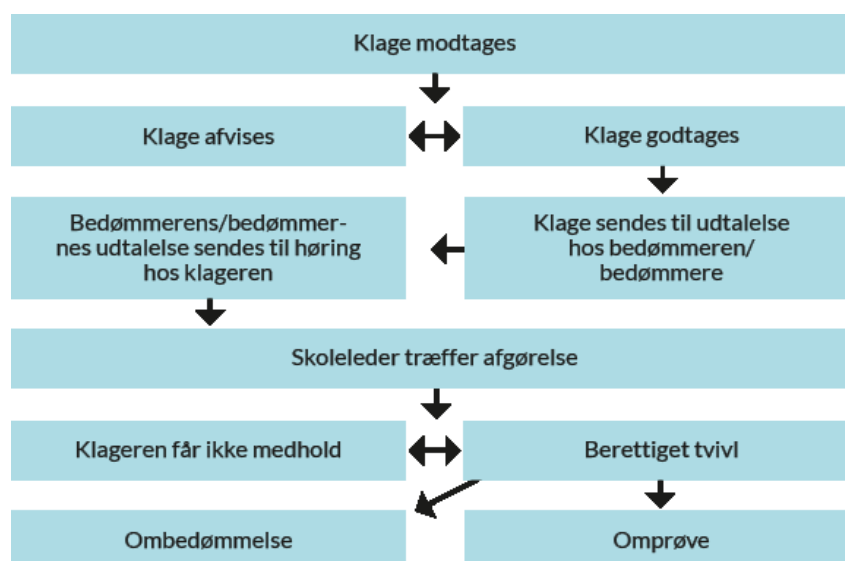 Klage modtages
Klage afvises
Klage godtages
Bedømmerens/bedømmer-
nes udtalelse sendes til høring
hos klageren
Klage sendes til udtalelse
hos bedømmeren/
bedømmere
Skoleleder træffer afgørelse
Klageren får ikke medhold
Berettiget tvivl
Ombedømmelse
Omprøve